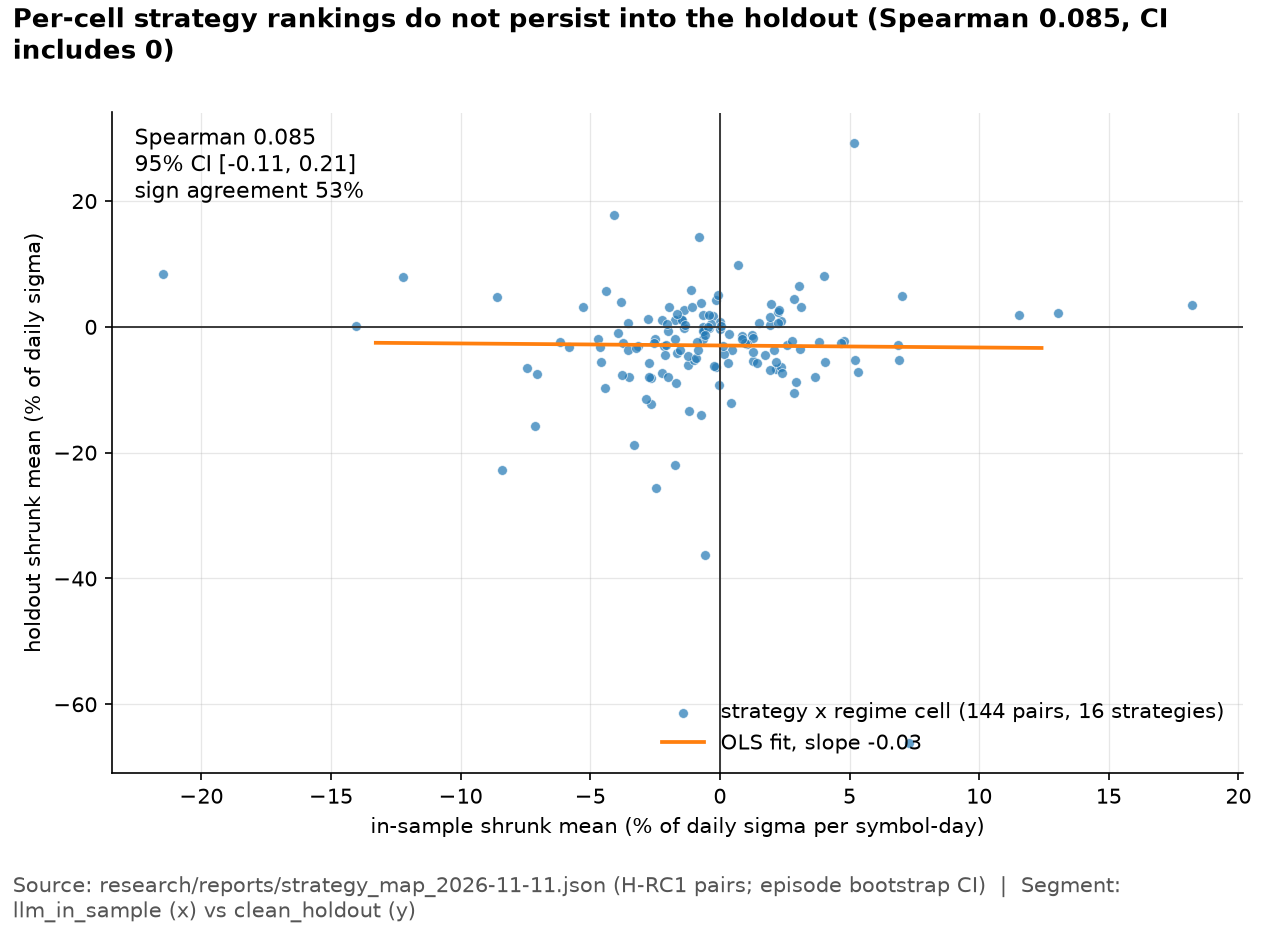 Per-cell strategy rankings do not persist into the holdout (Spearman 0.085, CI
includes 0)
Spearman 0.085
95% CI [-0.11, 0.21]
sign agreement 53%
holdout shrunk mean (% of daily sigma)
20
0
−20
−40
−60
strategy x regime cell (144 pairs, 16 strategies)
OLS fit, slope -0.03
−20 −15 −10 −5 0 5 10 15 20
in-sample shrunk mean (% of daily sigma per symbol-day)
Source: research/reports/strategy_map_2026-11-11.json (H-RC1 pairs; episode bootstrap CI) | Segment:
llm_in_sample (x) vs clean_holdout (y)